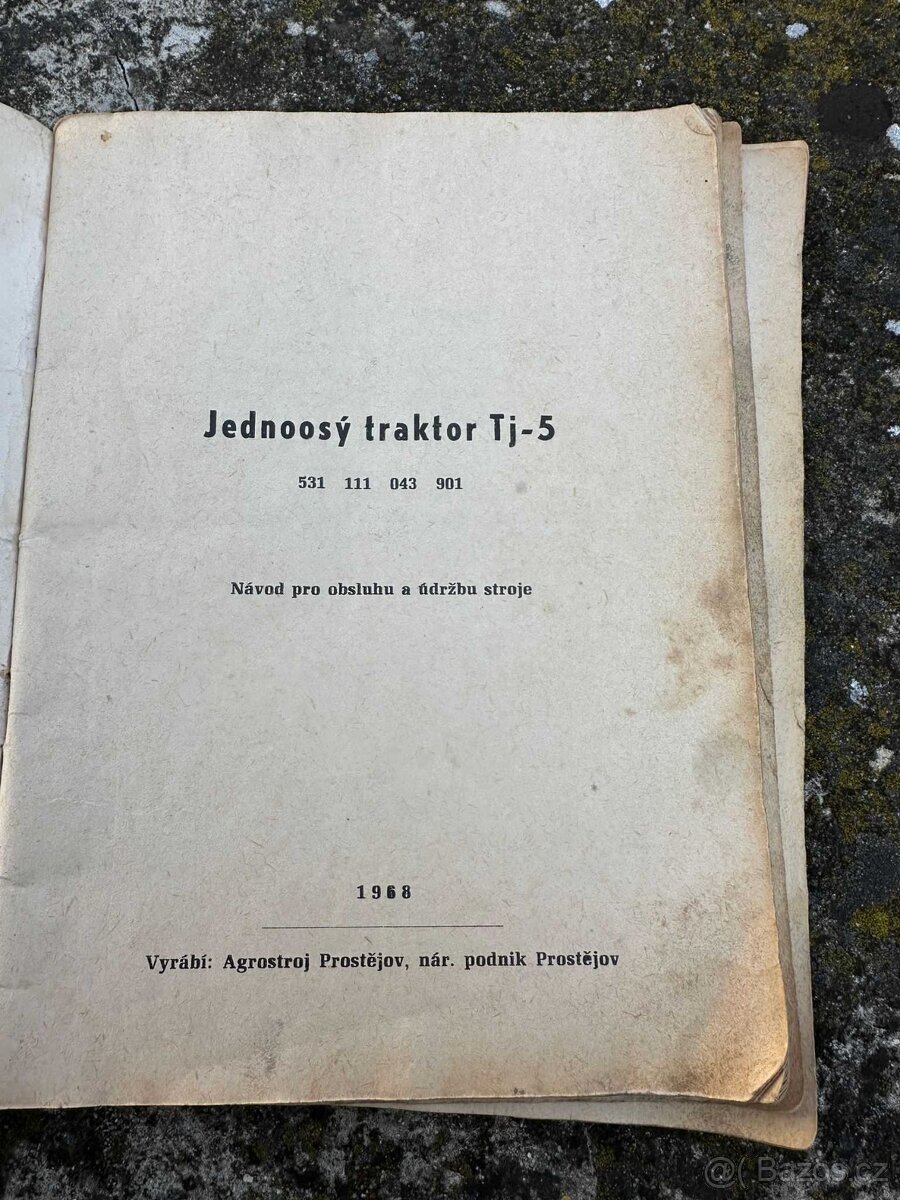 Jednoosý traktor Tj-5
531 111 043 901
Návod pro obsluhu a údržbu stroje
1968
Vyrábí: Agrostroj Prostějov, nár. podnik Prostějov
@( Bazos.cz